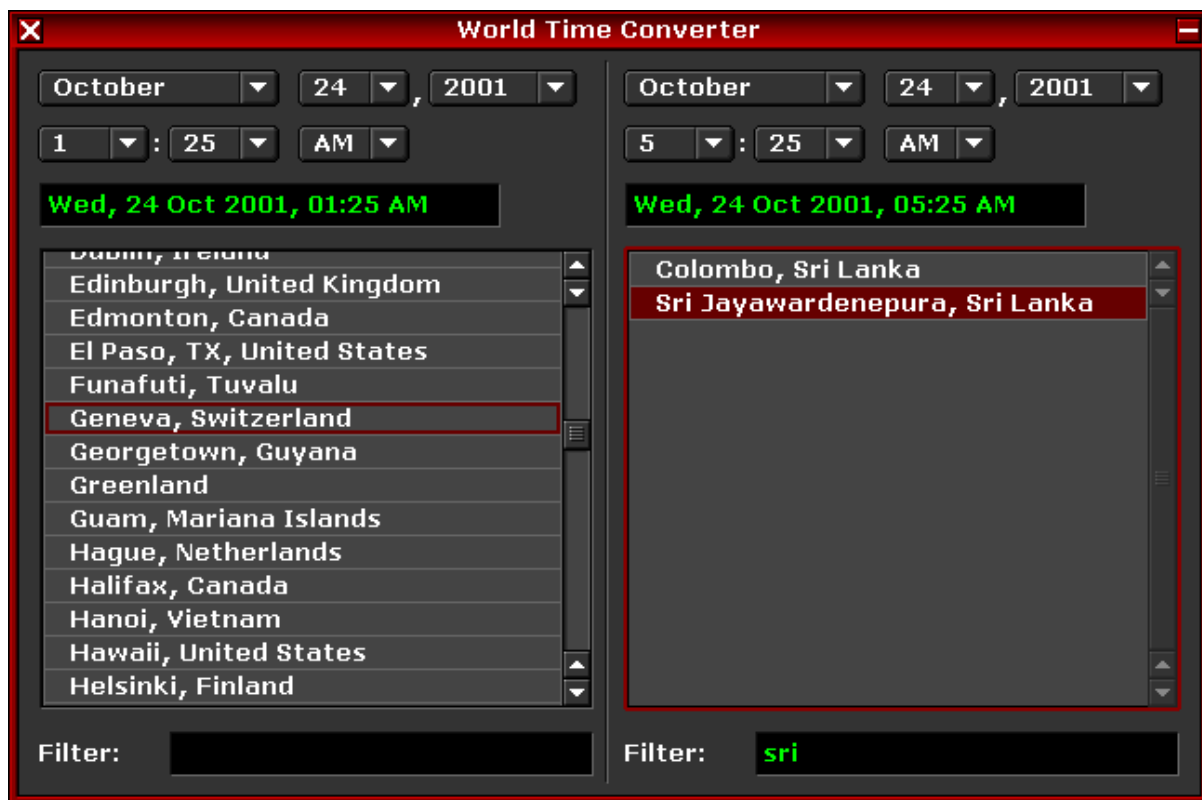 World Time Converter
October 24 , 2001
1 : 25 AM
Wed, 24 Oct 2001, 01:25 AM
Dublin, Ireland
Edinburgh, United Kingdom
Edmonton, Canada
El Paso, TX, United States
Funafuti, Tuvalu
Geneva, Switzerland
Georgetown, Guyana
Greenland
Guam, Mariana Islands
Hague, Netherlands
Halifax, Canada
Hanoi, Vietnam
Hawaii, United States
Helsinki, Finland
Filter:
October 24 , 2001
5 : 25 AM
Wed, 24 Oct 2001, 05:25 AM
Colombo, Sri Lanka
Sri Jayawardenepura, Sri Lanka
Filter: sri